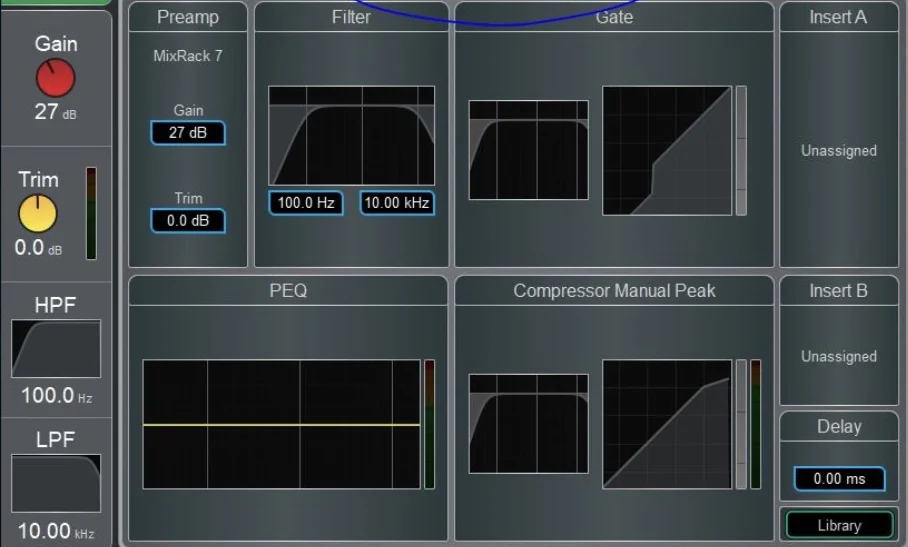 Gain
27 dB
Trim
0.0 dB
HPF
100.0 Hz
LPF
10.00 kHz
Preamp
MixRack 7
Gain
27 dB
Trim
0.0 dB
Filter
100.0 Hz
10.00 kHz
Gate
Insert A
Unassigned
PEQ
Compressor Manual Peak
Insert B
Unassigned
Delay
0.00 ms
Library